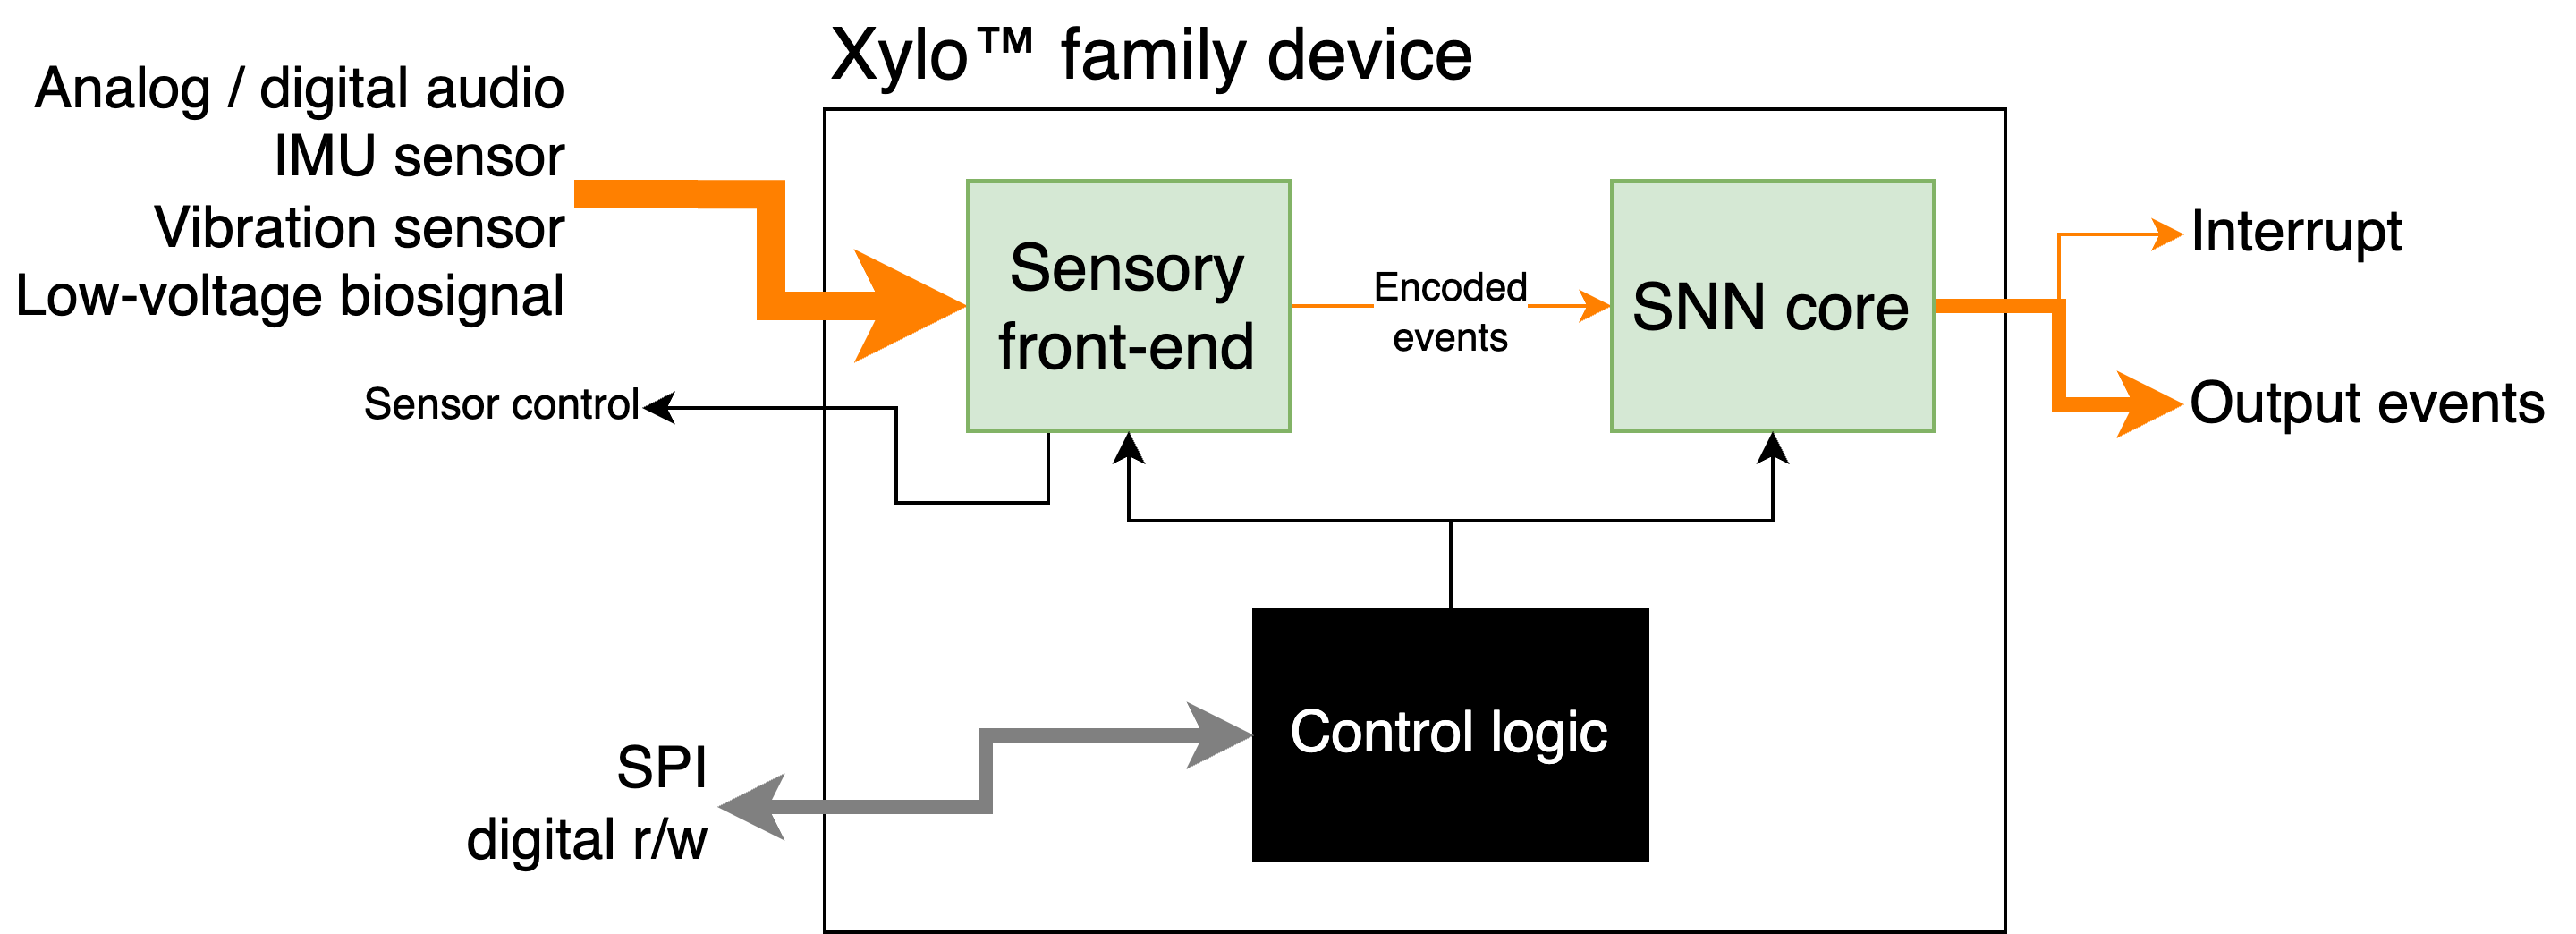 Xylo™ family device
Analog / digital audio
IMU sensor
Vibration sensor
Low-voltage biosignal
Sensory
front-end
Encoded
events
SNN core
Interrupt
Output events
Sensor control
Control logic
SPI
digital r/w